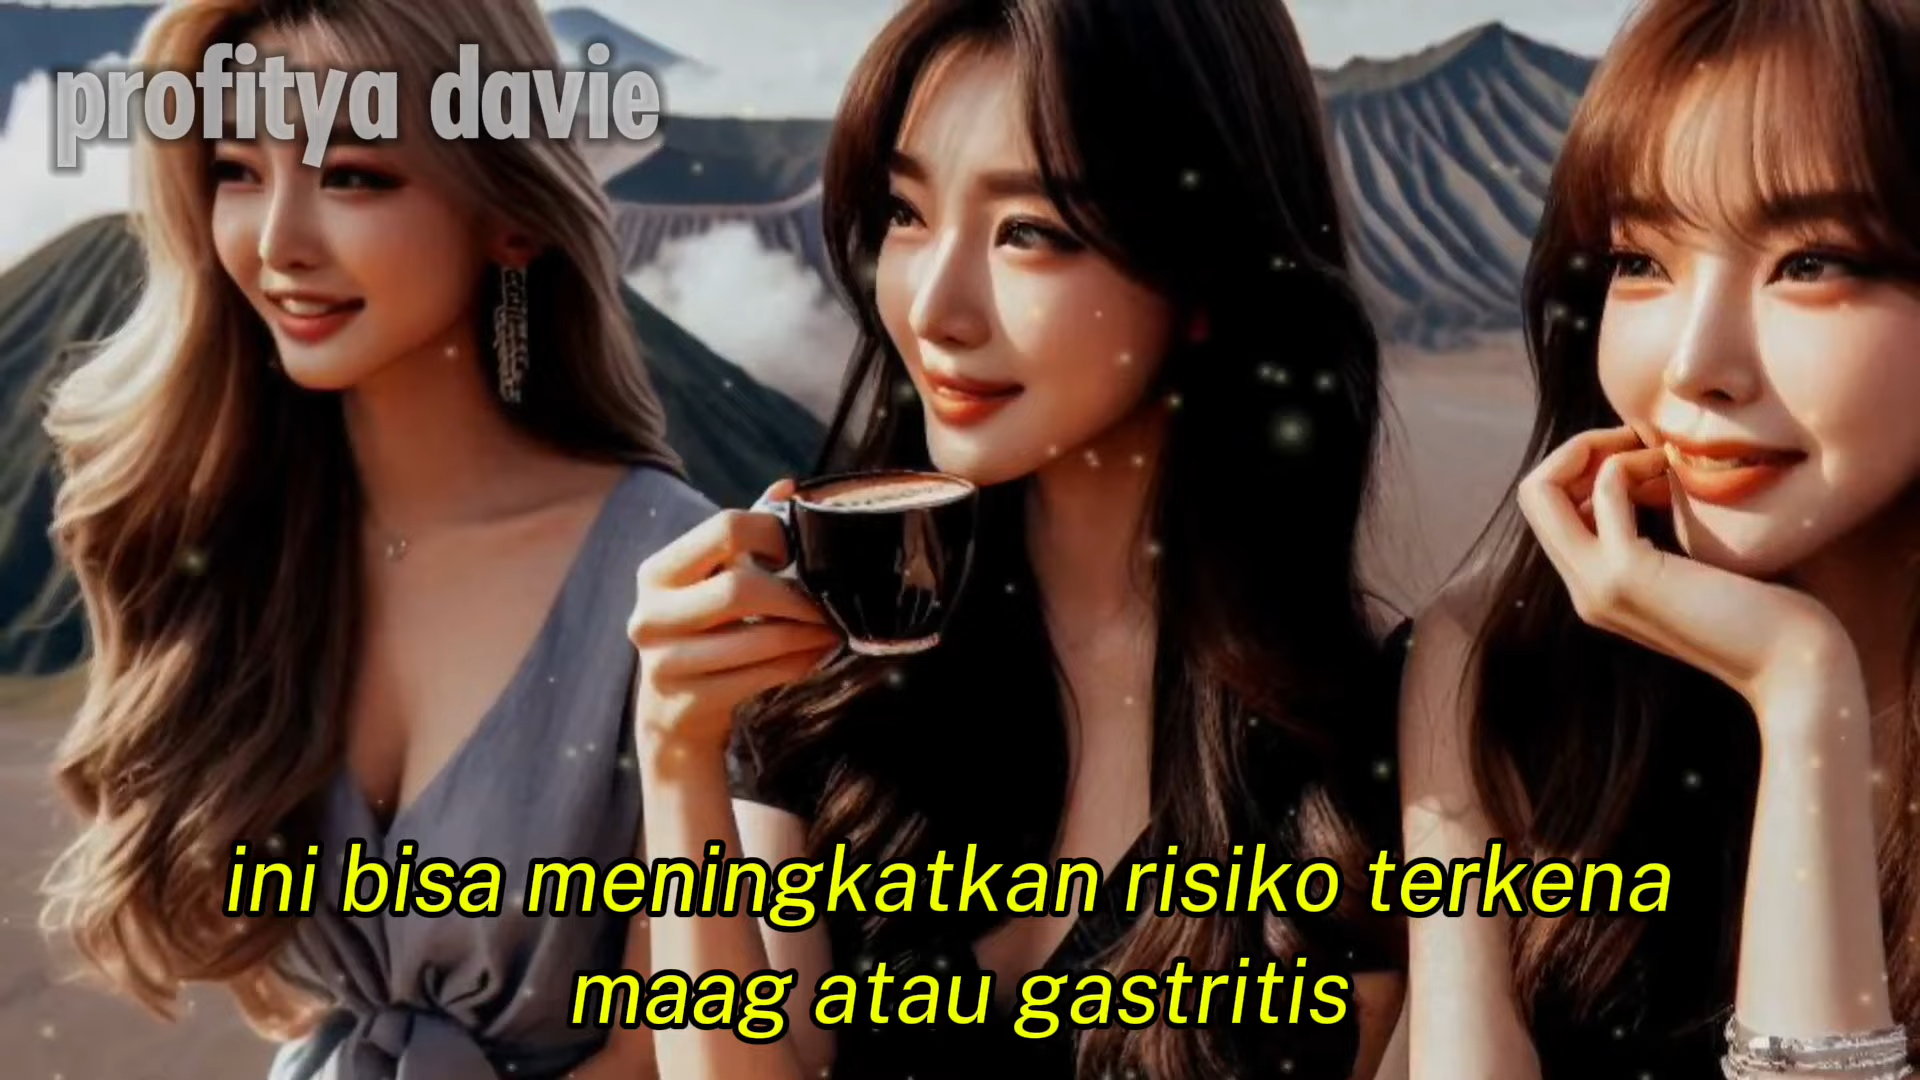 profitya davie
ini bisa meningkatkan risiko terkena
maag atau gastritis